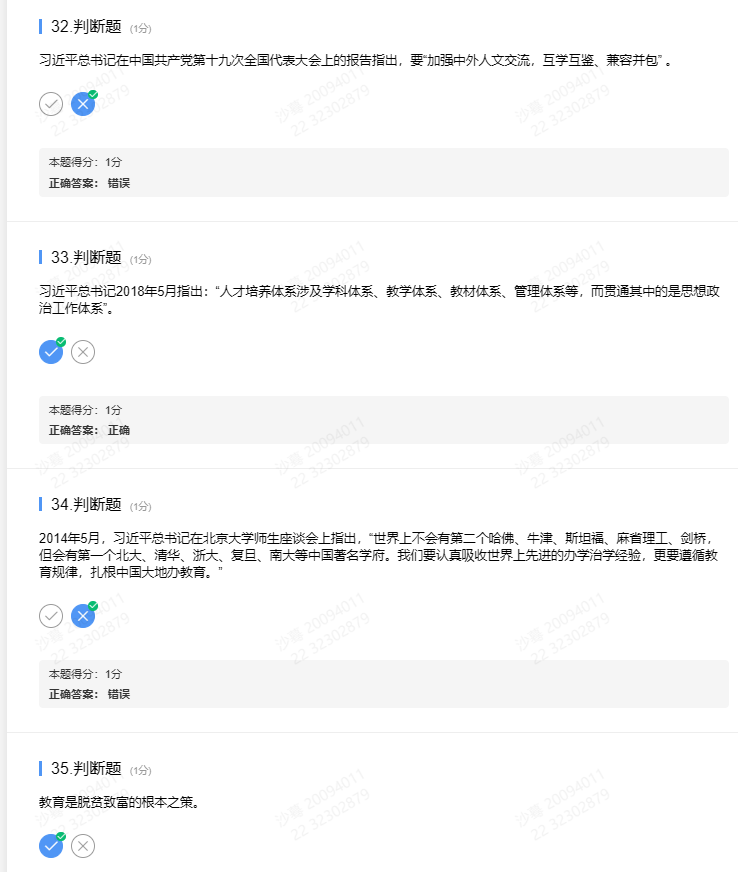 32.判断题 (1分)
习近平总书记在中国共产党第十九次全国代表大会上的报告指出，要“加强中外人文交流，互学互鉴、兼容并包” 。
本题得分： 1分
正确答案： 错误
33.判断题 (1分)
习近平总书记2018年5月指出：“人才培养体系涉及学科体系、教学体系、教材体系、管理体系等，而贯通其中的是思想政
治工作体系”。
本题得分： 1分
正确答案： 正确
34.判断题 (1分)
2014年5月，习近平总书记在北京大学师生座谈会上指出，“世界上不会有第二个哈佛、牛津、斯坦福、麻省理工、剑桥，
但会有第一个北大、清华、浙大、复旦、南大等中国著名学府。我们要认真吸收世界上先进的办学治学经验，更要遵循教
育规律，扎根中国大地办教育。”
本题得分： 1分
正确答案： 错误
35.判断题 (1分)
教育是脱贫致富的根本之策。